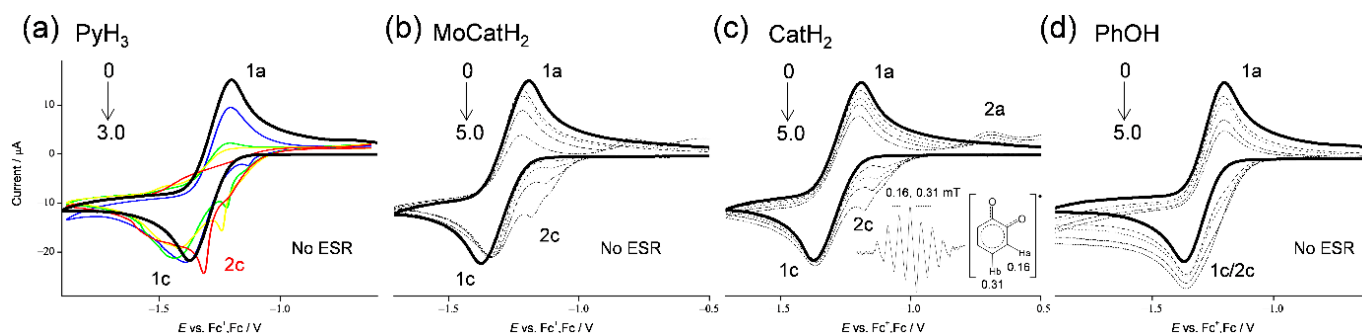 (a) PyH₃
0
3.0
1a
10
0
10
−20
Current / µA
1c
2c
No ESR
−1.5
−1.0
E vs. Fc⁺,Fc / V
(b) MoCatH₂
0
5.0
1a
1c
2c
No ESR
−1.5
−1.0
−0.5
E vs. Fc⁺,Fc / V
(c) CatH₂
0
5.0
1a
2a
1c
2c
0.16, 0.31 mT
O
O
Ha
0.16
Hb
0.31
1.5
1.0
0.5
E vs. Fc⁺,Fc / V
(d) PhOH
0
5.0
1a
1c/2c
No ESR
1.5
1.0
E vs. Fc⁺,Fc / V